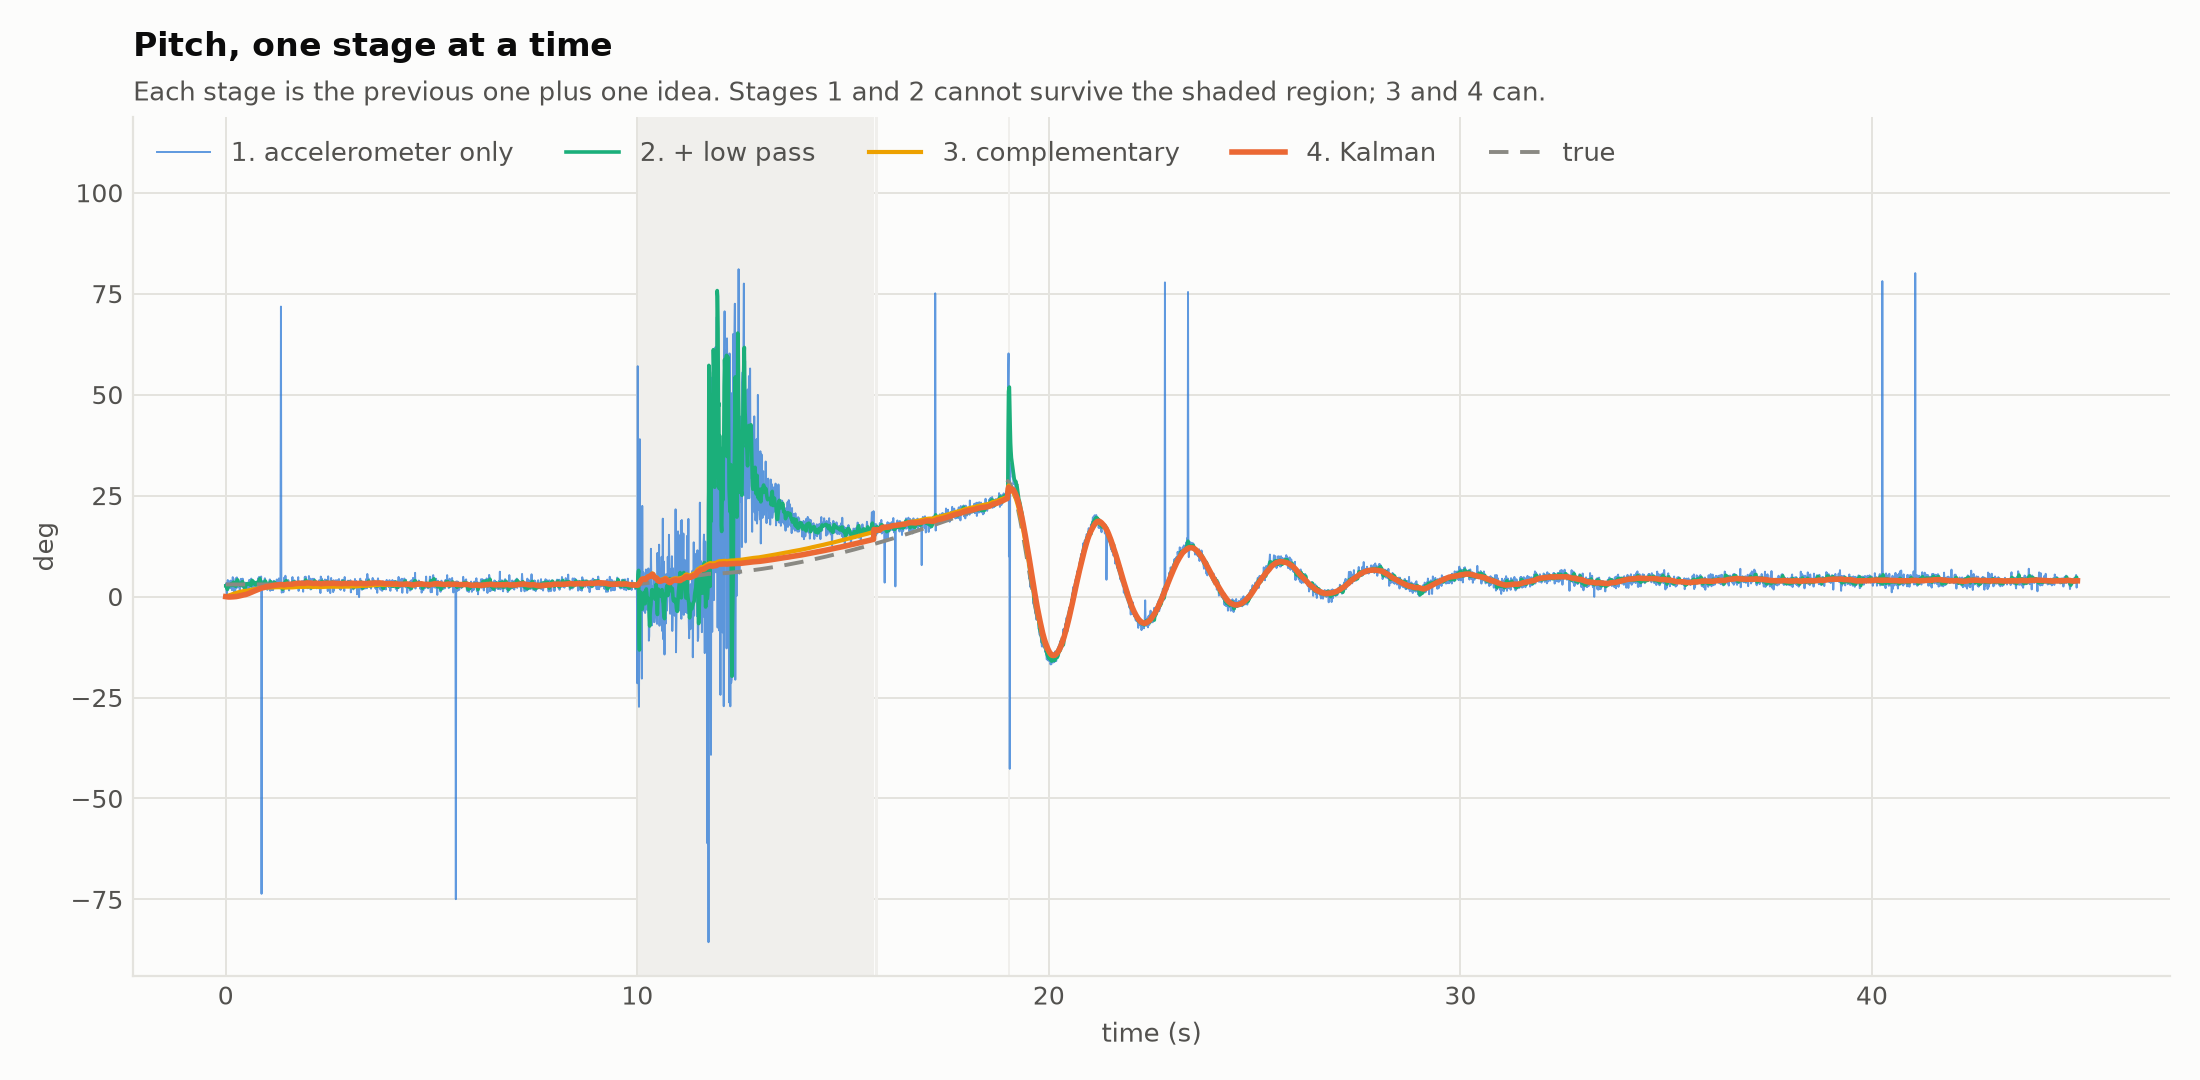 Pitch, one stage at a time
Each stage is the previous one plus one idea. Stages 1 and 2 cannot survive the shaded region; 3 and 4 can.
1. accelerometer only 2. + low pass 3. complementary 4. Kalman true
100
75
50
25
0
−25
−50
−75
deg
0 10 20 30 40
time (s)